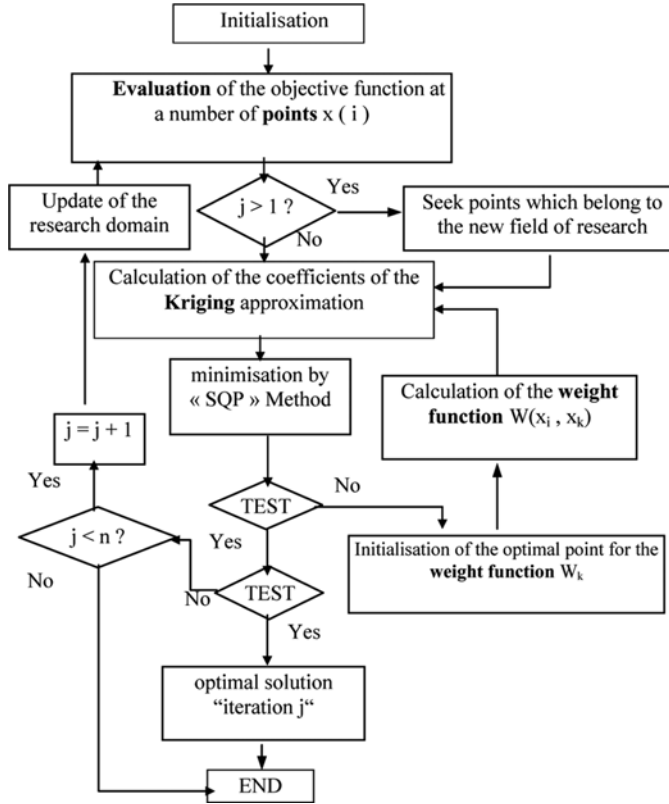 Initialisation
Evaluation of the objective function at
a number of points x ( i )
Update of the
research domain
j > 1 ?
Yes
No
Seek points which belong to
the new field of research
Calculation of the coefficients of the
Kriging approximation
minimisation by
« SQP » Method
Calculation of the weight
function W(xi , xk)
j = j + 1
Yes
TEST
No
Yes
j < n ?
Initialisation of the optimal point for the
weight function Wk
No
No
TEST
Yes
optimal solution
“iteration j“
END